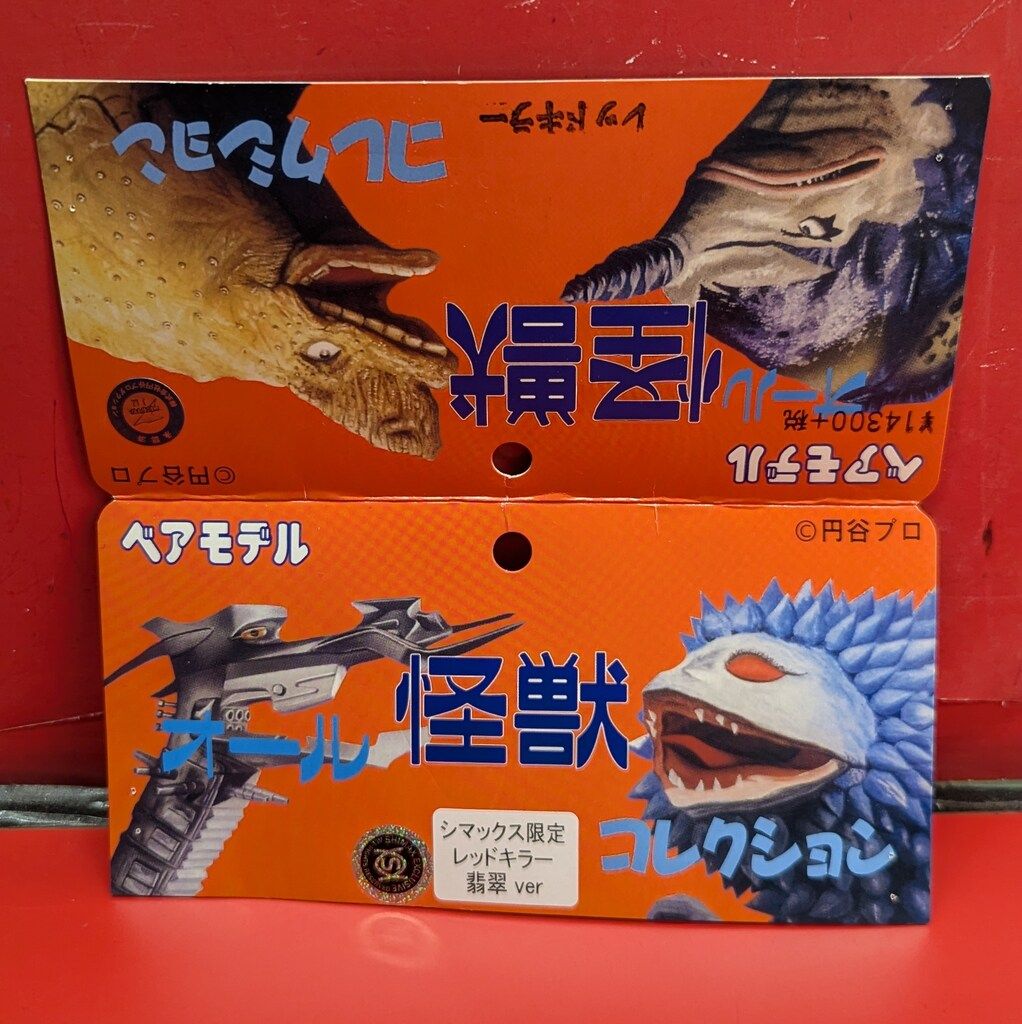 コレクション
レッドキラー
怪獣
オール
¥14300+税
ベアモデル
©円谷プロ
ベアモデル
©円谷プロ
オール
怪獣
コレクション
シマックス限定
レッドキラー
翡翠 ver